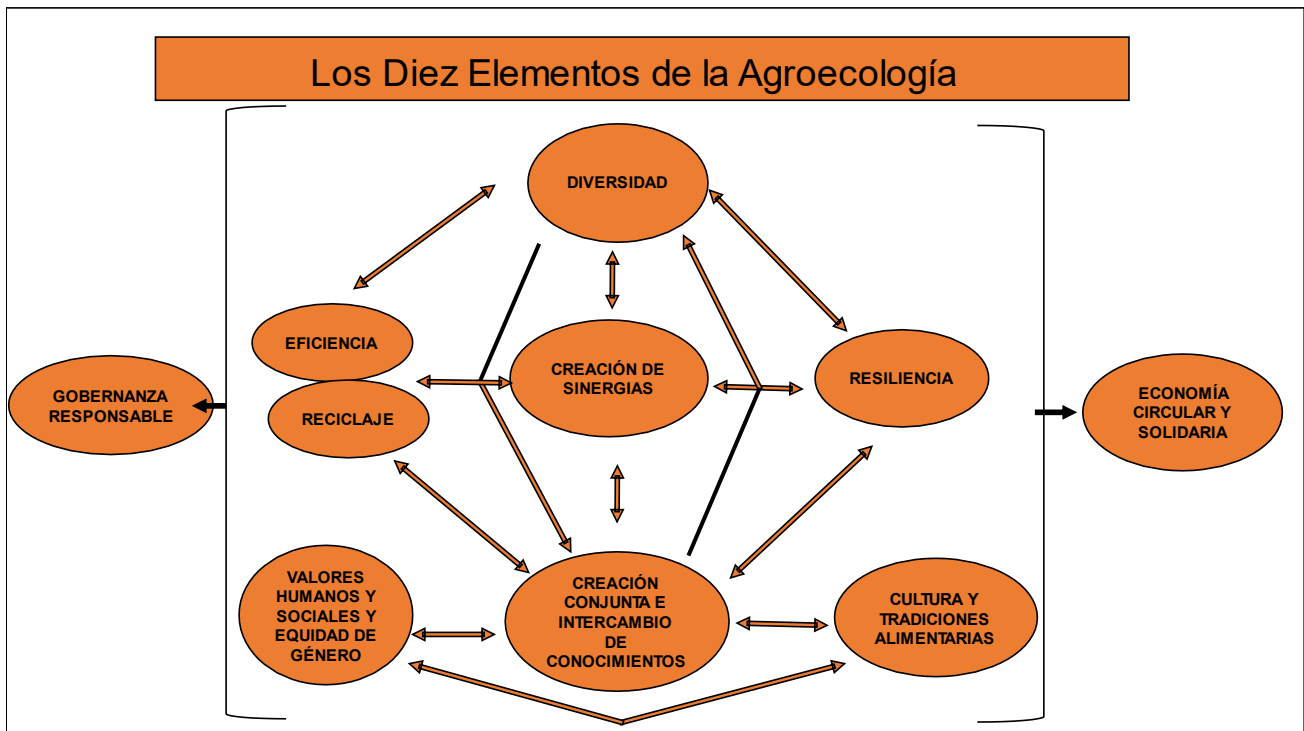 Los Diez Elementos de la Agroecología
DIVERSIDAD
EFICIENCIA
CREACIÓN DE
SINERGIAS
RESILIENCIA
GOBERNANZA
RESPONSABLE
RECICLAJE
ECONOMÍA
CIRCULAR Y
SOLIDARIA
VALORES
HUMANOS Y
SOCIALES Y
EQUIDAD DE
GÉNERO
CREACIÓN
CONJUNTA E
INTERCAMBIO
DE
CONOCIMIENTOS
CULTURA Y
TRADICIONES
ALIMENTARIAS